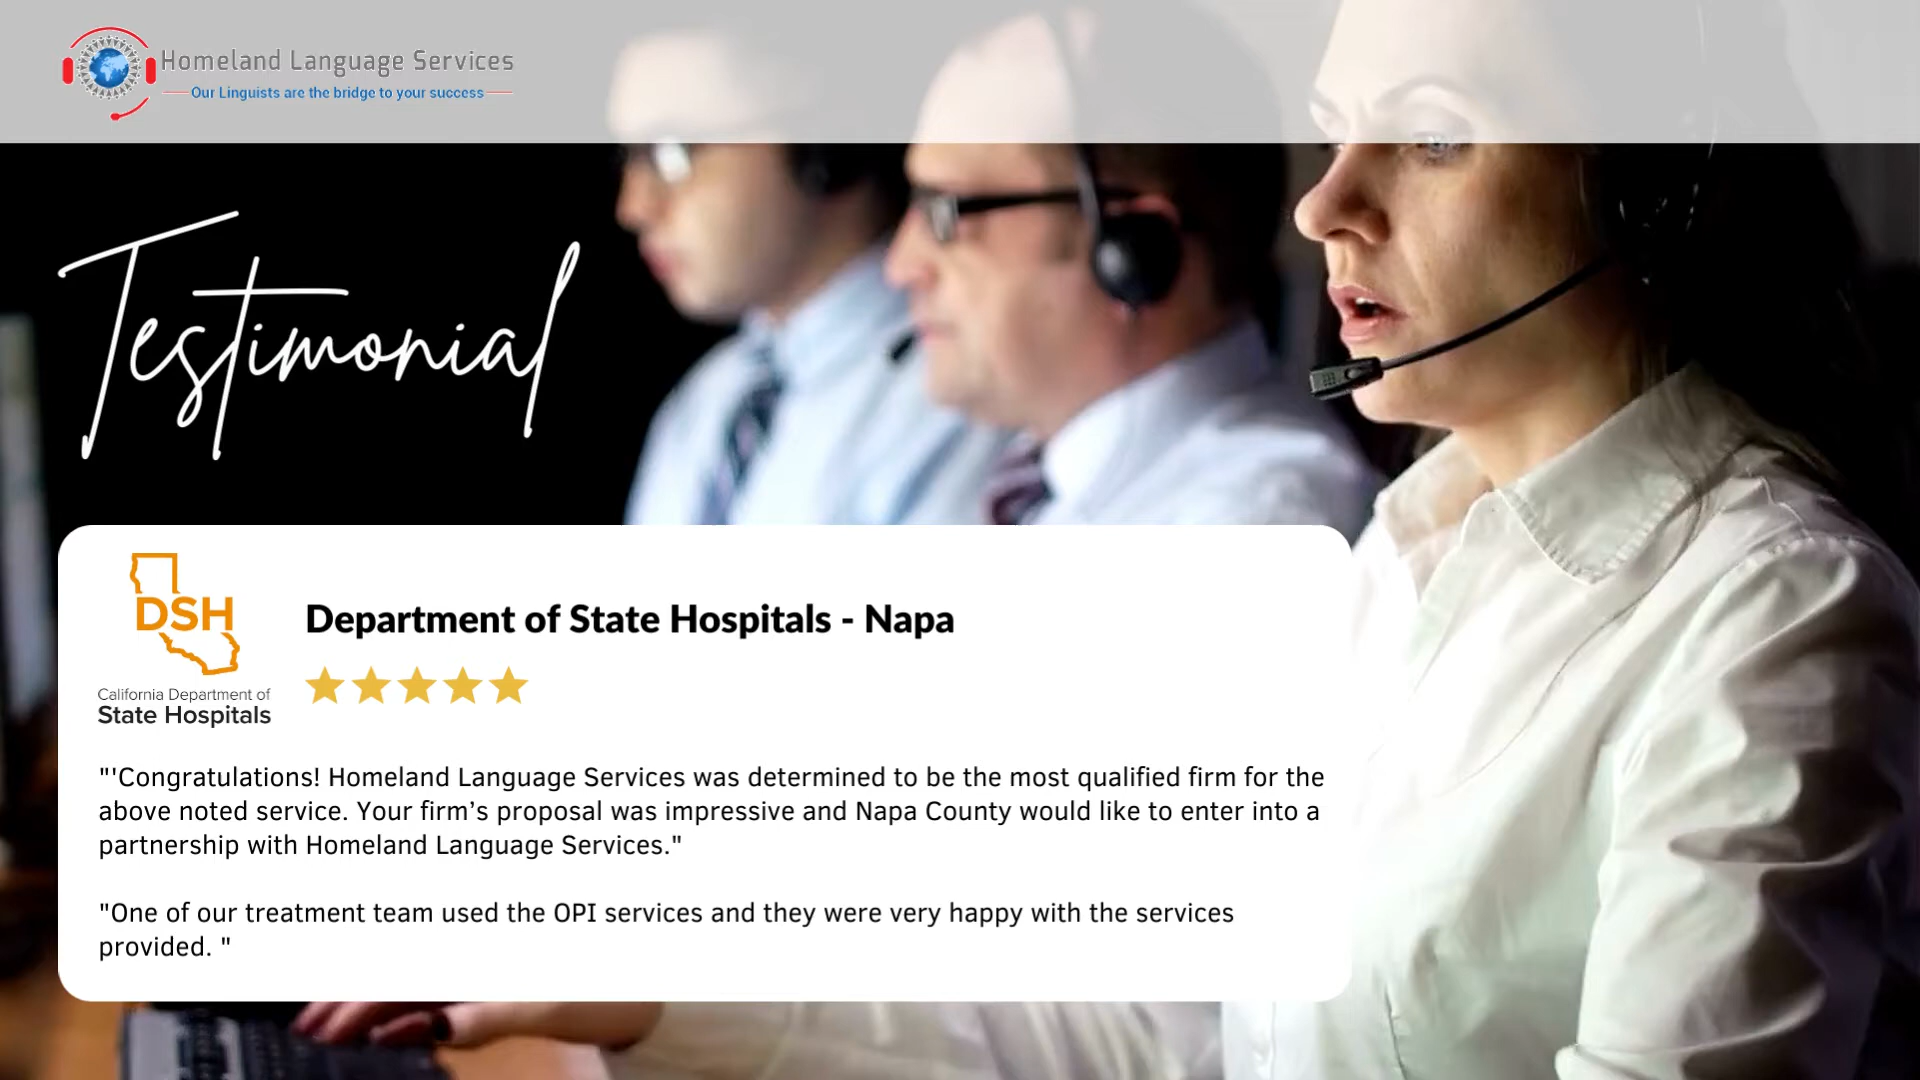 Homeland Language Services
Our Linguists are the bridge to your success
Testimonial
DSH
California Department of
State Hospitals
Department of State Hospitals - Napa
"'Congratulations! Homeland Language Services was determined to be the most qualified firm for the
above noted service. Your firm’s proposal was impressive and Napa County would like to enter into a
partnership with Homeland Language Services."
"One of our treatment team used the OPI services and they were very happy with the services
provided. "